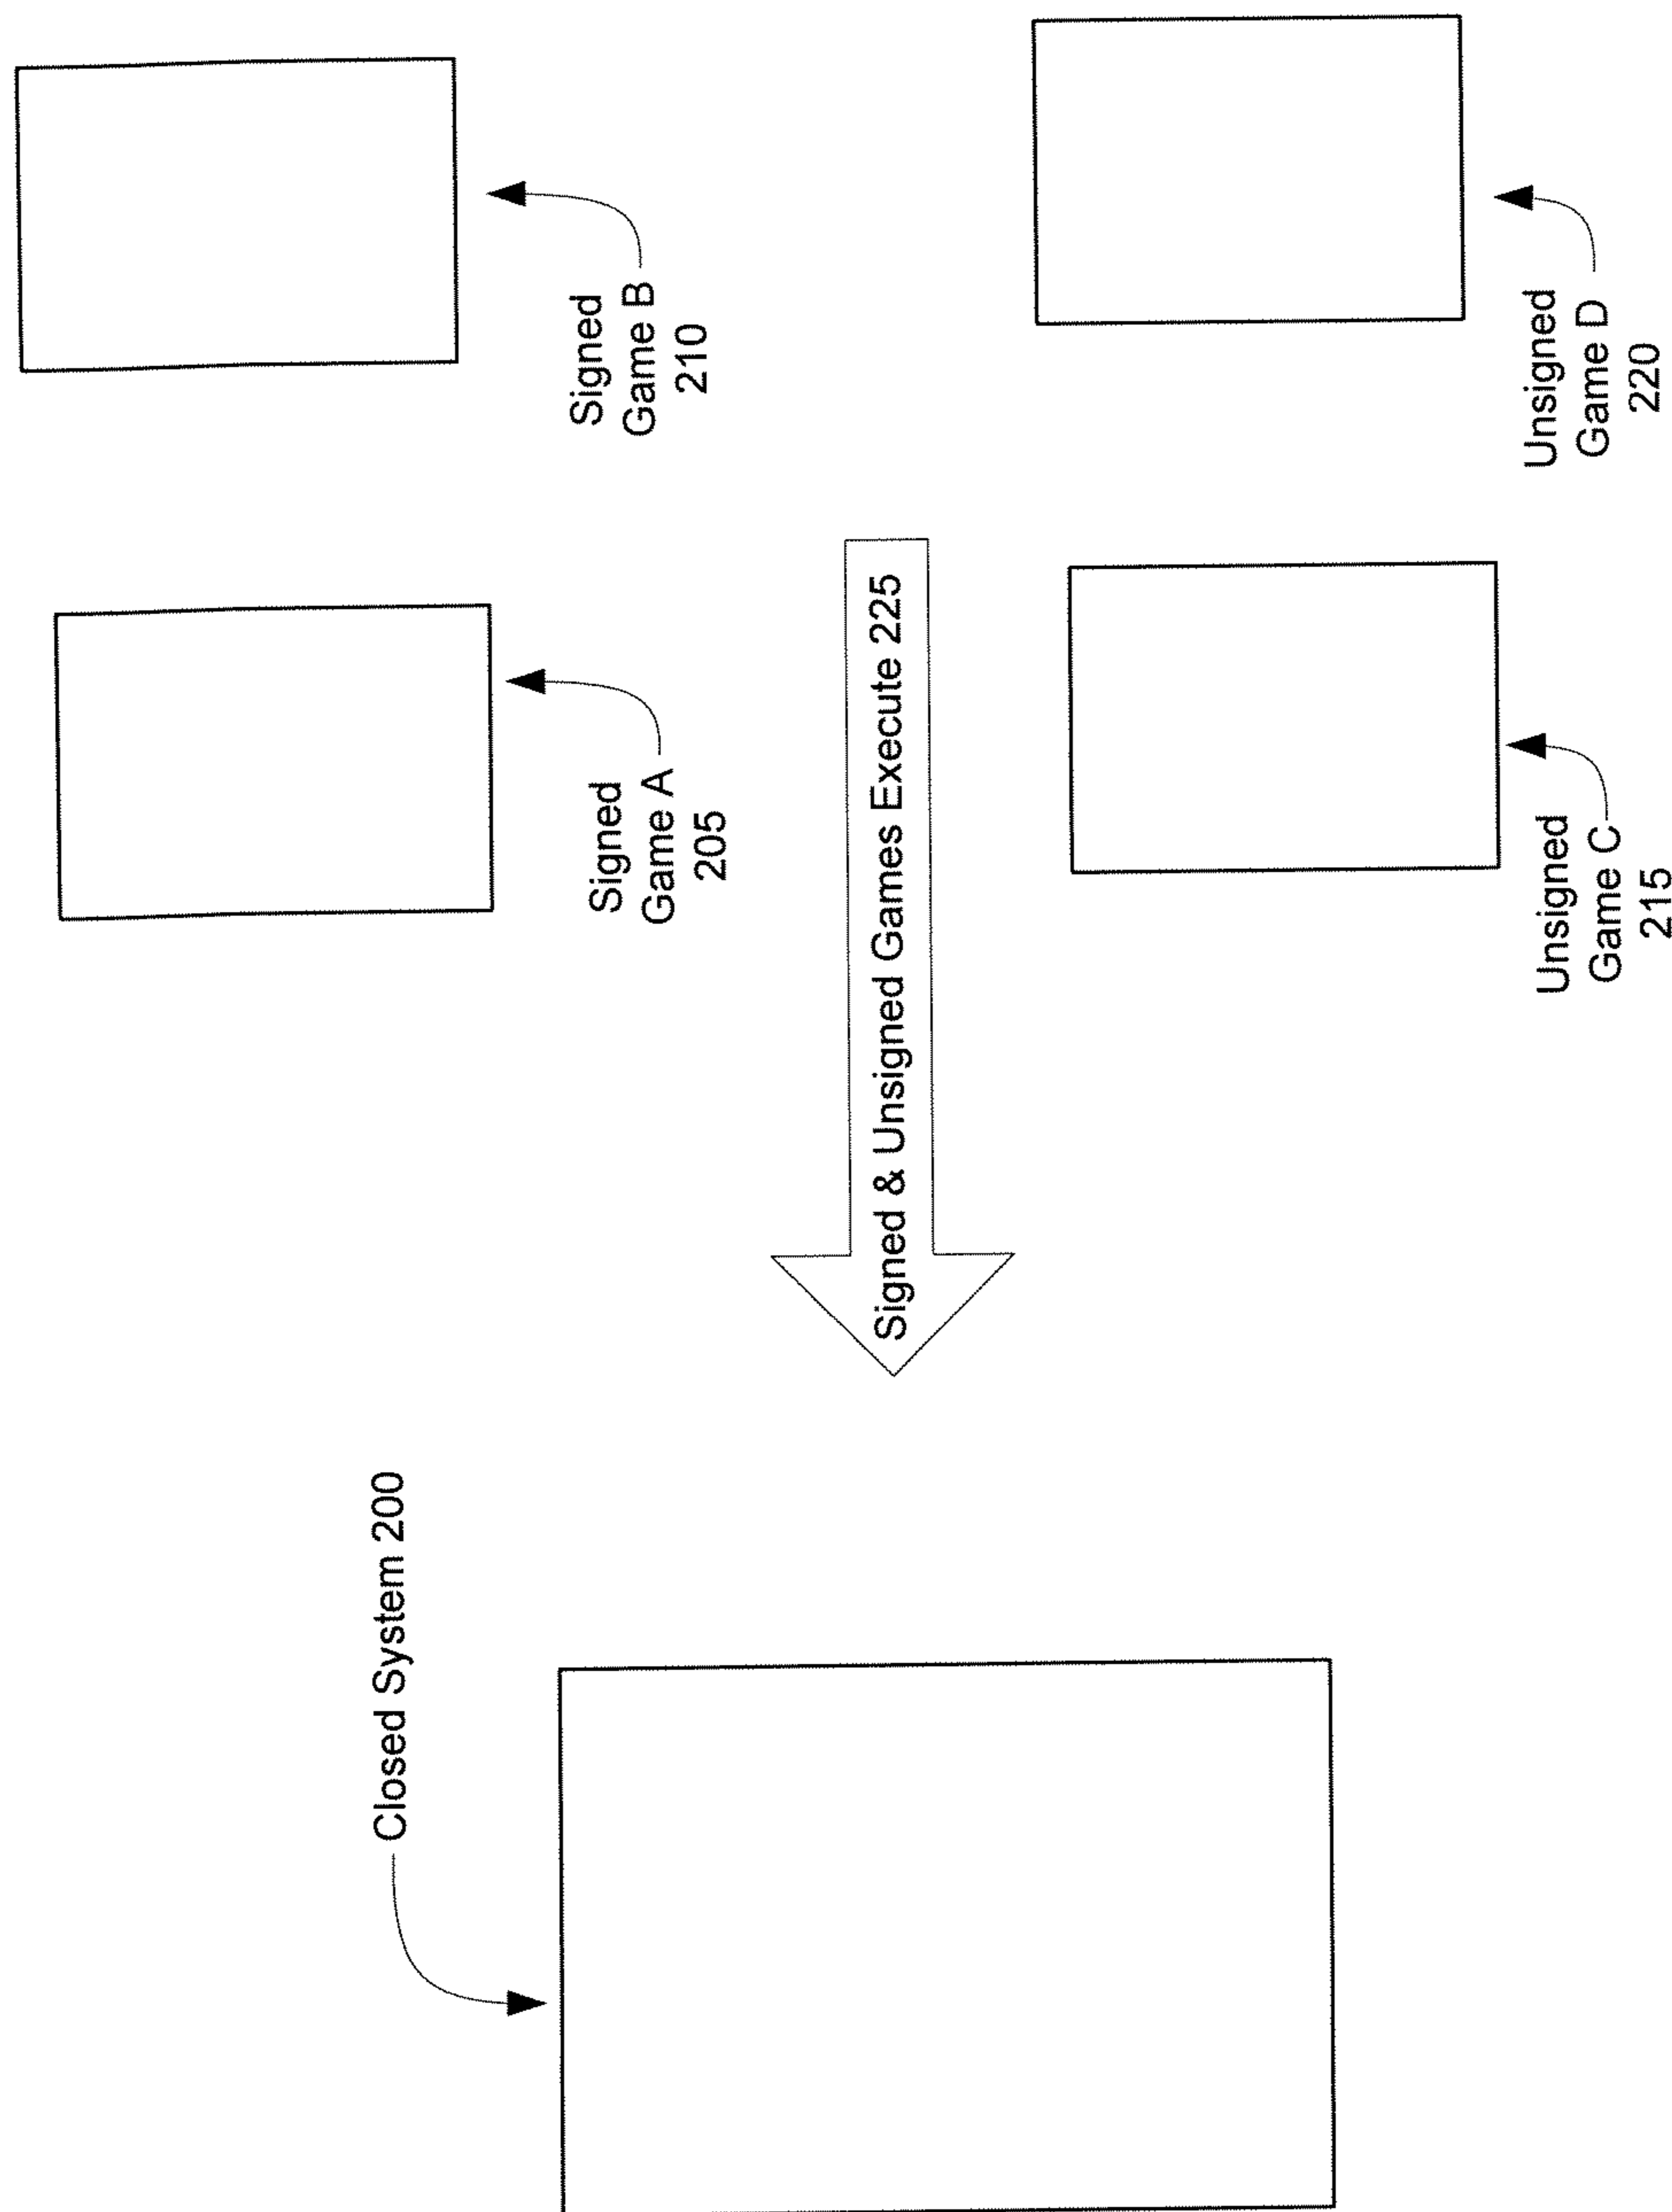 Closed System 200
Signed
Game A
205
Signed
Game B
210
Signed & Unsigned Games Execute 225
Unsigned
Game C
215
Unsigned
Game D
220